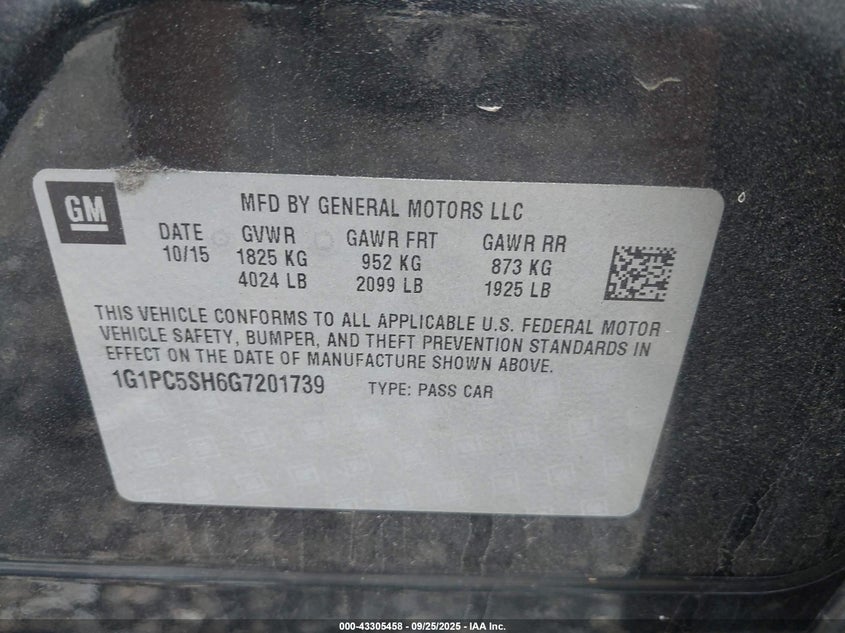 GM
MFD BY GENERAL MOTORS LLC
DATE GVWR GAWR FRT GAWR RR
10/15 1825 KG 952 KG 873 KG
4024 LB 2099 LB 1925 LB
THIS VEHICLE CONFORMS TO ALL APPLICABLE U.S. FEDERAL MOTOR
VEHICLE SAFETY, BUMPER, AND THEFT PREVENTION STANDARDS IN
EFFECT ON THE DATE OF MANUFACTURE SHOWN ABOVE.
1G1PC5SH6G7201739 TYPE: PASS CAR
000-43305458 - 09/25/2025 - IAA Inc.